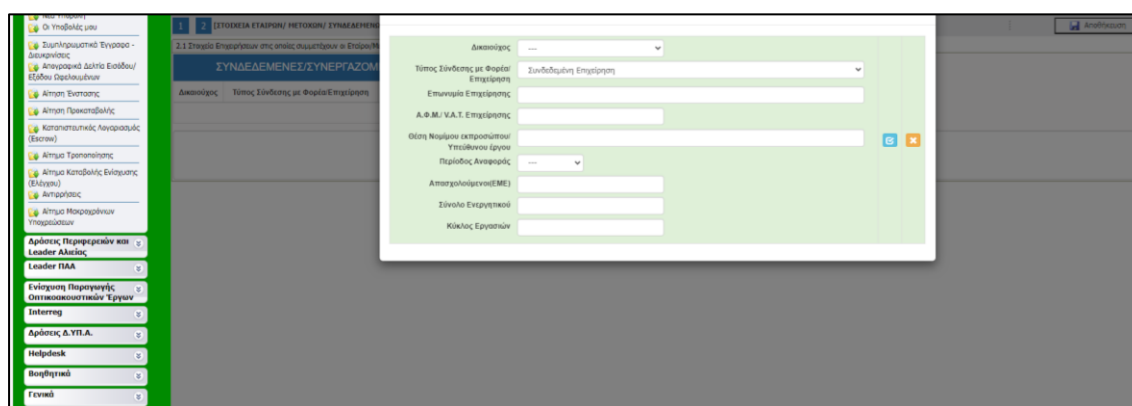 Νέα Υποβολή
Οι Υποβολές μου
Συμπληρωματικά Έγγραφα -
Διευκρινίσεις
Απογραφικά Δελτία Εισόδου/
Εξόδου Ωφελουμένων
Αίτηση Ένστασης
Αίτηση Προκαταβολής
Καταπιστευτικός Λογαριασμός
(Escrow)
Αίτημα Τροποποίησης
Αίτημα Καταβολής Ενίσχυσης
(Ελέγχου)
Αντιρρήσεις
Αίτημα Μακροχρόνιων
Υποχρεώσεων
Δράσεις Περιφερειών και
Leader Αλιείας
Leader ΠΑΑ
Ενίσχυση Παραγωγής
Οπτικοακουστικών Έργων
Interreg
Δράσεις Δ.ΥΠ.Α.
Helpdesk
Βοηθητικά
Γενικά
1 2 [ΣΤΟΙΧΕΙΑ ΕΤΑΙΡΩΝ/ ΜΕΤΟΧΩΝ/ ΣΥΝΔΕΔΕΜΕΝΩ
Αποθήκευση
2.1 Στοιχεία Επιχειρήσεων στις οποίες συμμετέχουν οι Εταίροι/Μ
ΣΥΝΔΕΔΕΜΕΝΕΣ/ΣΥΝΕΡΓΑΖΟΜ
Δικαιούχος Τύπος Σύνδεσης με Φορέα/Επιχείρηση
Δικαιούχος ---
Τύπος Σύνδεσης με Φορέα/ Συνδεδεμένη Επιχείρηση
Επιχείρηση
Επωνυμία Επιχείρησης
Α.Φ.Μ./ V.A.T. Επιχείρησης
Θέση Νομίμου εκπροσώπου/
Υπεύθυνου έργου
Περίοδος Αναφοράς ---
Απασχολούμενοι(ΕΜΕ)
Σύνολο Ενεργητικού
Κύκλος Εργασιών